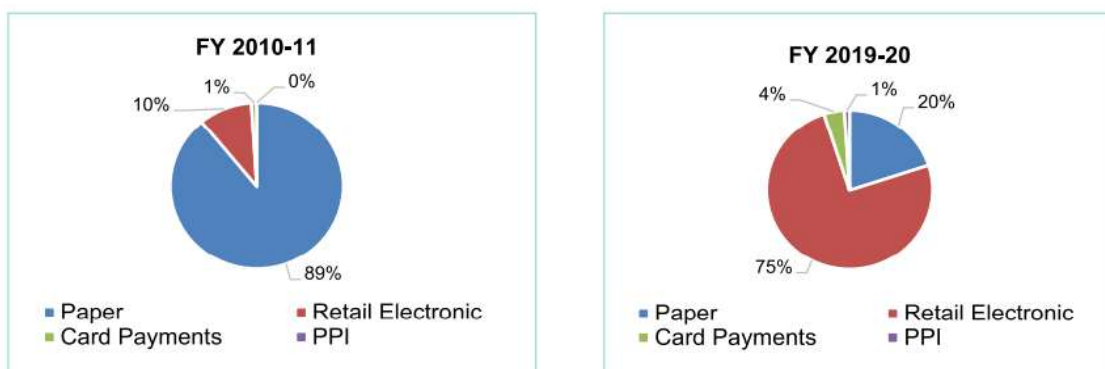 FY 2010-11
0%
1%
10%
89%
Paper
Retail Electronic
Card Payments
PPI
FY 2019-20
1%
4%
20%
75%
Paper
Retail Electronic
Card Payments
PPI